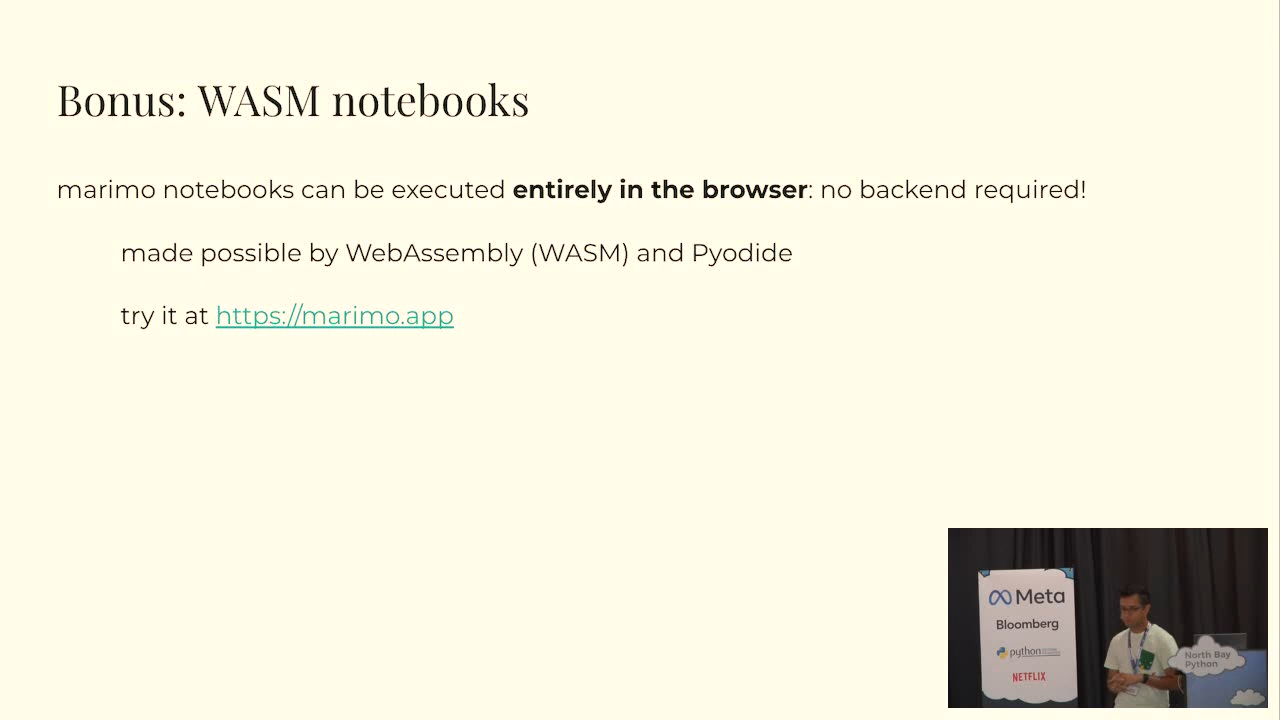 Bonus: WASM notebooks
marimo notebooks can be executed entirely in the browser: no backend required!
made possible by WebAssembly (WASM) and Pyodide
try it at https://marimo.app
Meta
Bloomberg
python
NETFLIX
North Bay
Python